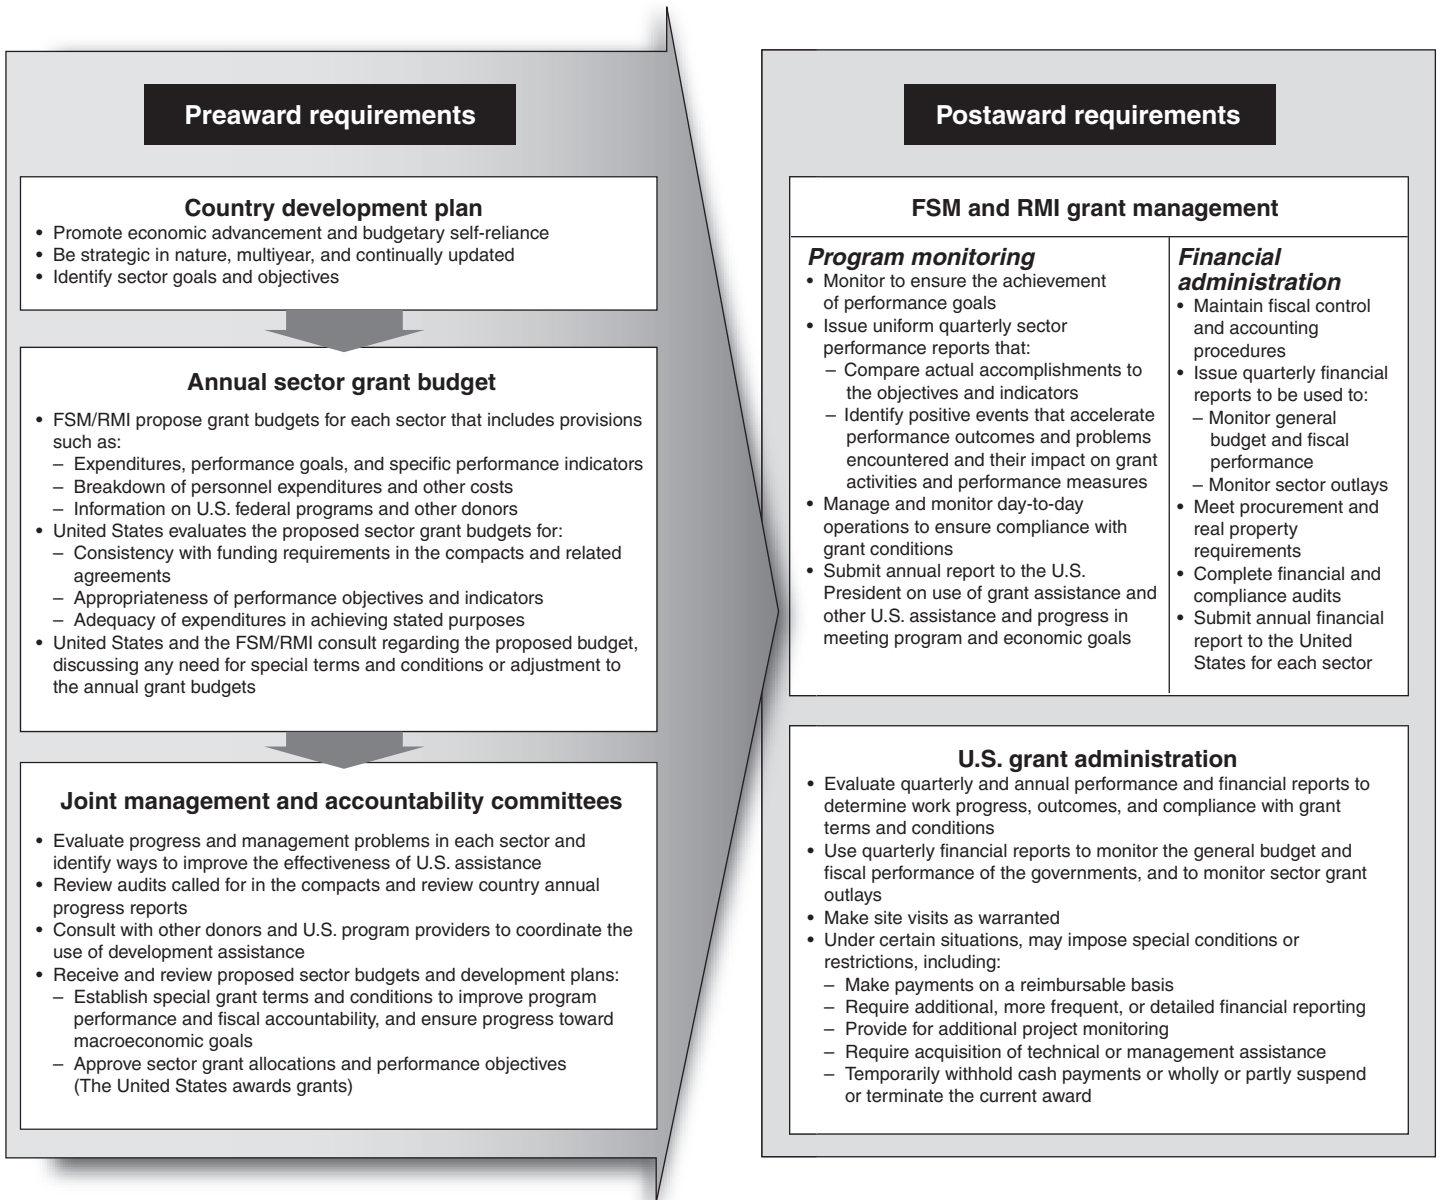 Preaward requirements
Country development plan
• Promote economic advancement and budgetary self-reliance
• Be strategic in nature, multiyear, and continually updated
• Identify sector goals and objectives
Annual sector grant budget
• FSM/RMI propose grant budgets for each sector that includes provisions
such as:
– Expenditures, performance goals, and specific performance indicators
– Breakdown of personnel expenditures and other costs
– Information on U.S. federal programs and other donors
• United States evaluates the proposed sector grant budgets for:
– Consistency with funding requirements in the compacts and related
agreements
– Appropriateness of performance objectives and indicators
– Adequacy of expenditures in achieving stated purposes
• United States and the FSM/RMI consult regarding the proposed budget,
discussing any need for special terms and conditions or adjustment to
the annual grant budgets
Joint management and accountability committees
• Evaluate progress and management problems in each sector and
identify ways to improve the effectiveness of U.S. assistance
• Review audits called for in the compacts and review country annual
progress reports
• Consult with other donors and U.S. program providers to coordinate the
use of development assistance
• Receive and review proposed sector budgets and development plans:
– Establish special grant terms and conditions to improve program
performance and fiscal accountability, and ensure progress toward
macroeconomic goals
– Approve sector grant allocations and performance objectives
(The United States awards grants)
Postaward requirements
FSM and RMI grant management
Program monitoring
• Monitor to ensure the achievement
of performance goals
• Issue uniform quarterly sector
performance reports that:
– Compare actual accomplishments to
the objectives and indicators
– Identify positive events that accelerate
performance outcomes and problems
encountered and their impact on grant
activities and performance measures
• Manage and monitor day-to-day
operations to ensure compliance with
grant conditions
• Submit annual report to the U.S.
President on use of grant assistance and
other U.S. assistance and progress in
meeting program and economic goals
Financial
administration
• Maintain fiscal control
and accounting
procedures
• Issue quarterly financial
reports to be used to:
– Monitor general
budget and fiscal
performance
– Monitor sector outlays
• Meet procurement and
real property
requirements
• Complete financial and
compliance audits
• Submit annual financial
report to the United
States for each sector
U.S. grant administration
• Evaluate quarterly and annual performance and financial reports to
determine work progress, outcomes, and compliance with grant
terms and conditions
• Use quarterly financial reports to monitor the general budget and
fiscal performance of the governments, and to monitor sector grant
outlays
• Make site visits as warranted
• Under certain situations, may impose special conditions or
restrictions, including:
– Make payments on a reimbursable basis
– Require additional, more frequent, or detailed financial reporting
– Provide for additional project monitoring
– Require acquisition of technical or management assistance
– Temporarily withhold cash payments or wholly or partly suspend
or terminate the current award